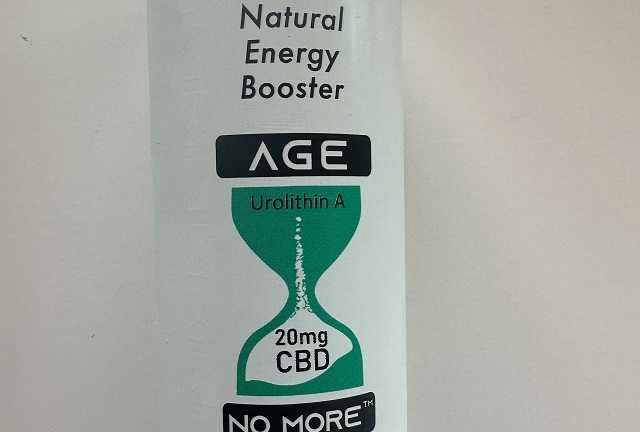 Natural
Energy
Booster
AGE
Urolithin A
20mg
CBD
NO MORE™